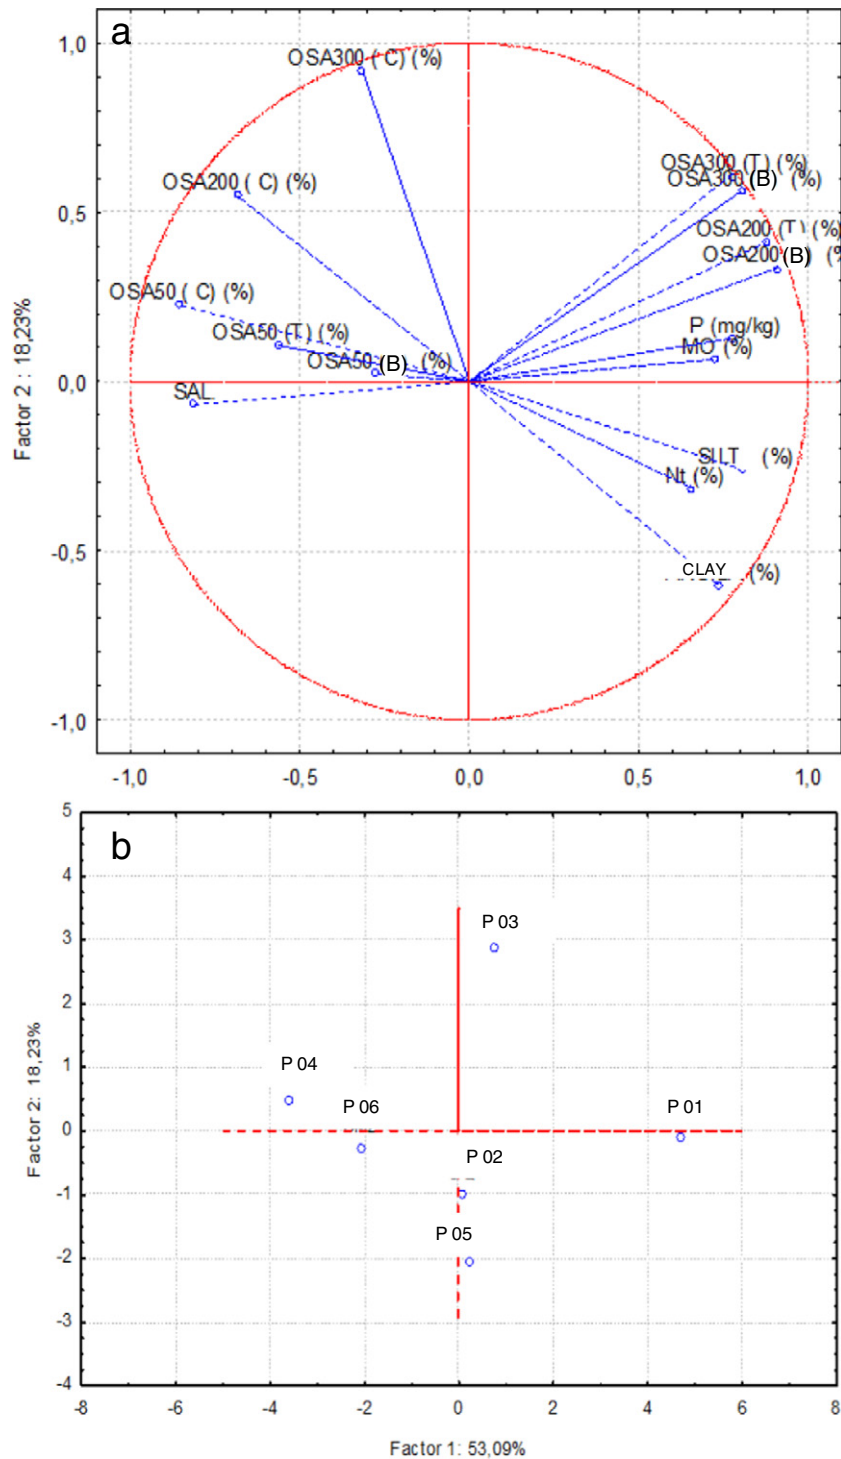 a
1,0
OSA300 ( C) (%)
OSA300 (T) (%)
OSA200 ( C) (%)
OSA300 (B) (%)
0,5
OSA200 (T) (%)
OSA200 (B) (%
OSA50 ( C) (%)
P (mg/kg)
OSA50 (T) (%)
MO (%)
OSA50 (B) (%)
0,0
SAL
SILT (%)
Nt (%)
-0,5
CLAY (%)
-1,0
Factor 2 : 18,23%
-1,0 -0,5 0,0 0,5 1,0
b
5
4
3
2
1
0
-1
-2
-3
-4
P 03
P 04
P 06
P 01
P 02
P 05
Factor 2: 18,23%
-8 -6 -4 -2 0 2 4 6 8
Factor 1: 53,09%